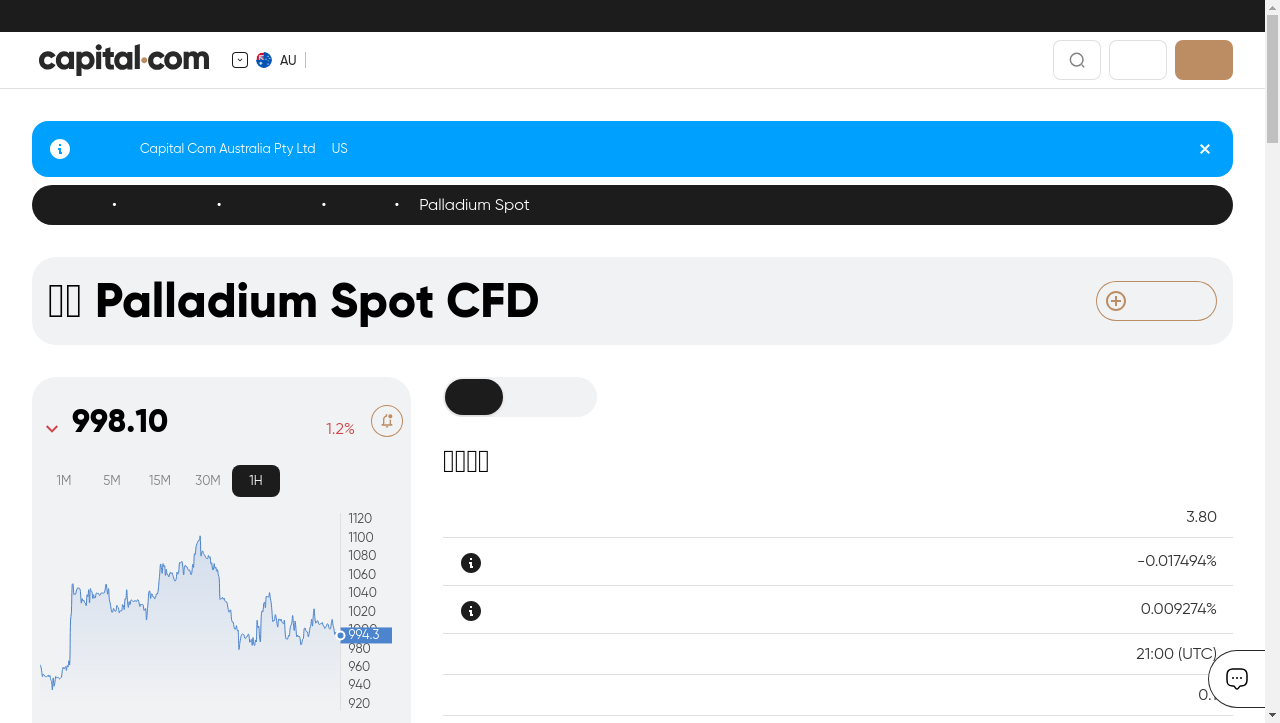 capital.com
AU
Capital Com Australia Pty Ltd US
Palladium Spot
Palladium Spot CFD
998.10
1.2%
1M 5M 15M 30M 1H
1120
1100
1080
1060
1040
1020
994.3
980
960
940
920
3.80
-0.017494%
0.009274%
21:00 (UTC)